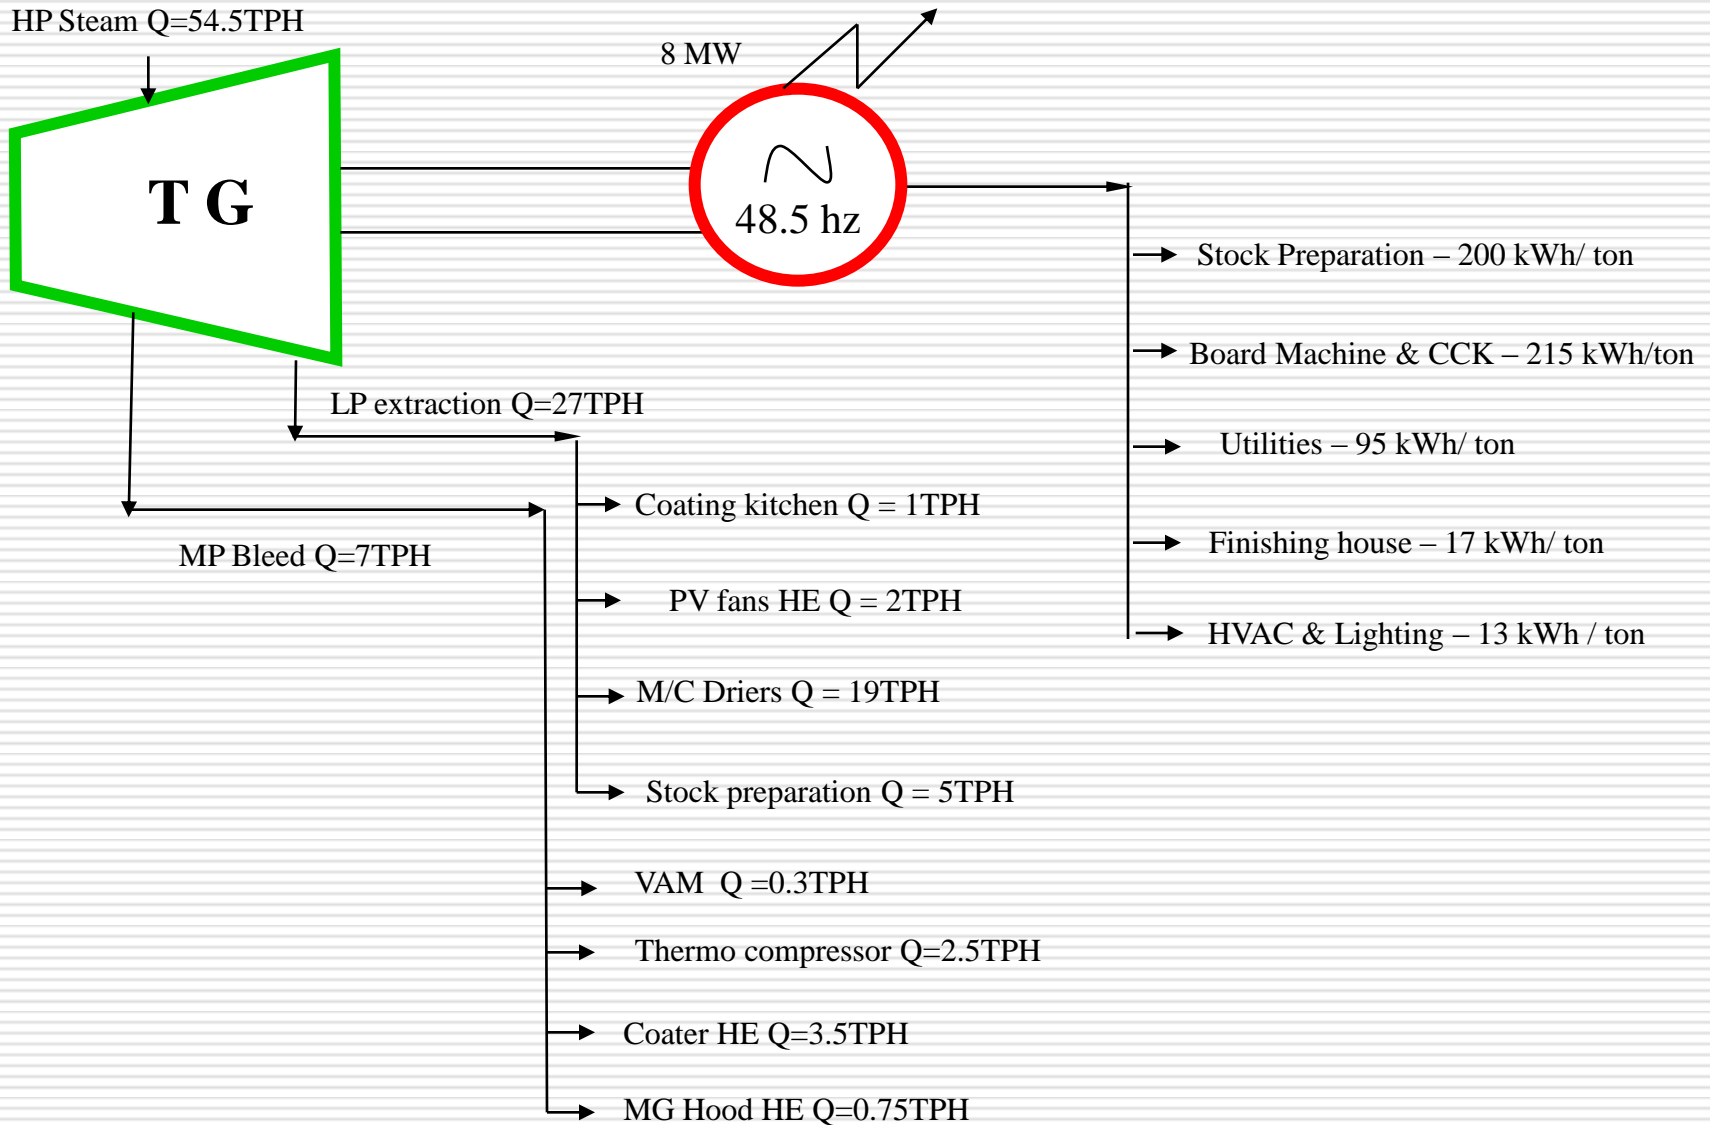 HP Steam Q=54.5TPH
8 MW
T G
48.5 hz
Stock Preparation – 200 kWh/ ton
Board Machine & CCK – 215 kWh/ton
Utilities – 95 kWh/ ton
Finishing house – 17 kWh/ ton
HVAC & Lighting – 13 kWh / ton
LP extraction Q=27TPH
Coating kitchen Q = 1TPH
PV fans HE Q = 2TPH
M/C Driers Q = 19TPH
Stock preparation Q = 5TPH
MP Bleed Q=7TPH
VAM Q =0.3TPH
Thermo compressor Q=2.5TPH
Coater HE Q=3.5TPH
MG Hood HE Q=0.75TPH